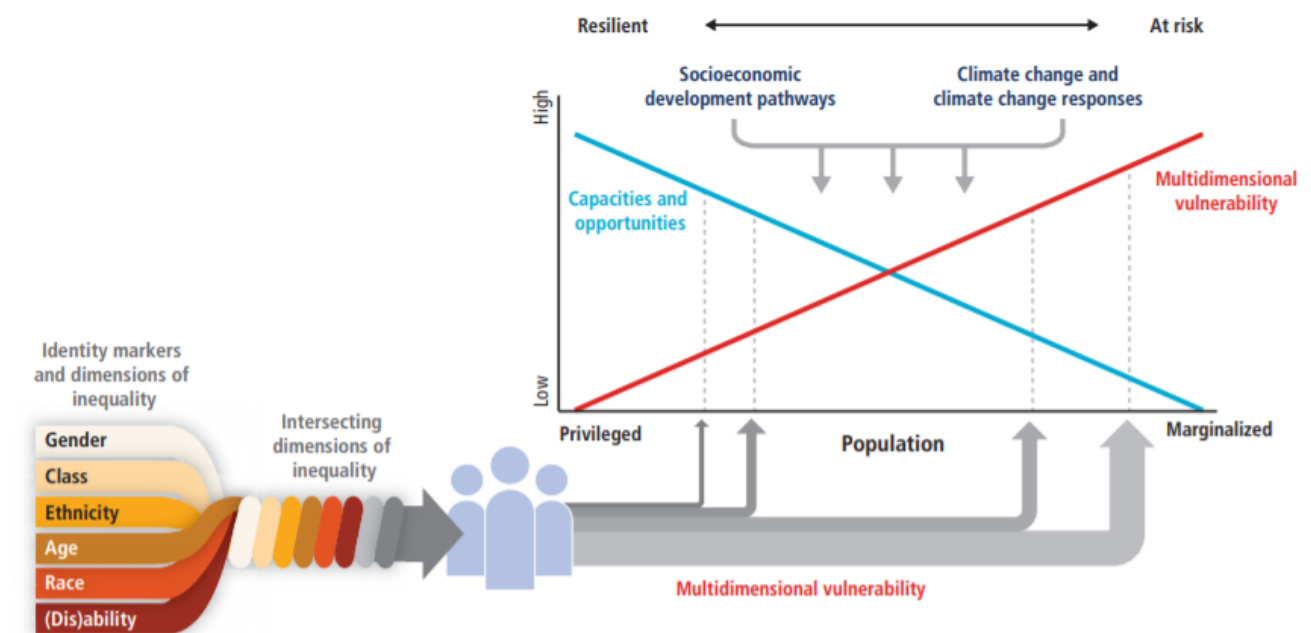 Resilient
At risk
Socioeconomic
development pathways
Climate change and
climate change responses
High
Capacities and
opportunities
Multidimensional
vulnerability
Low
Privileged
Population
Marginalized
Identity markers
and dimensions of
inequality
Intersecting
dimensions of
inequality
Gender
Class
Ethnicity
Age
Race
(Dis)ability
Multidimensional vulnerability